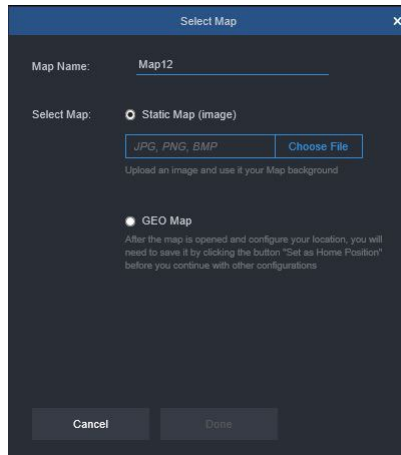 Select Map
x
Map Name: Map12
Select Map: Static Map (image)
JPG, PNG, BMP Choose File
Upload an image and use it your Map background
GEO Map
After the map is opened and configure your location, you will
need to save it by clicking the button "Set as Home Position"
before you continue with other configurations
Cancel Done